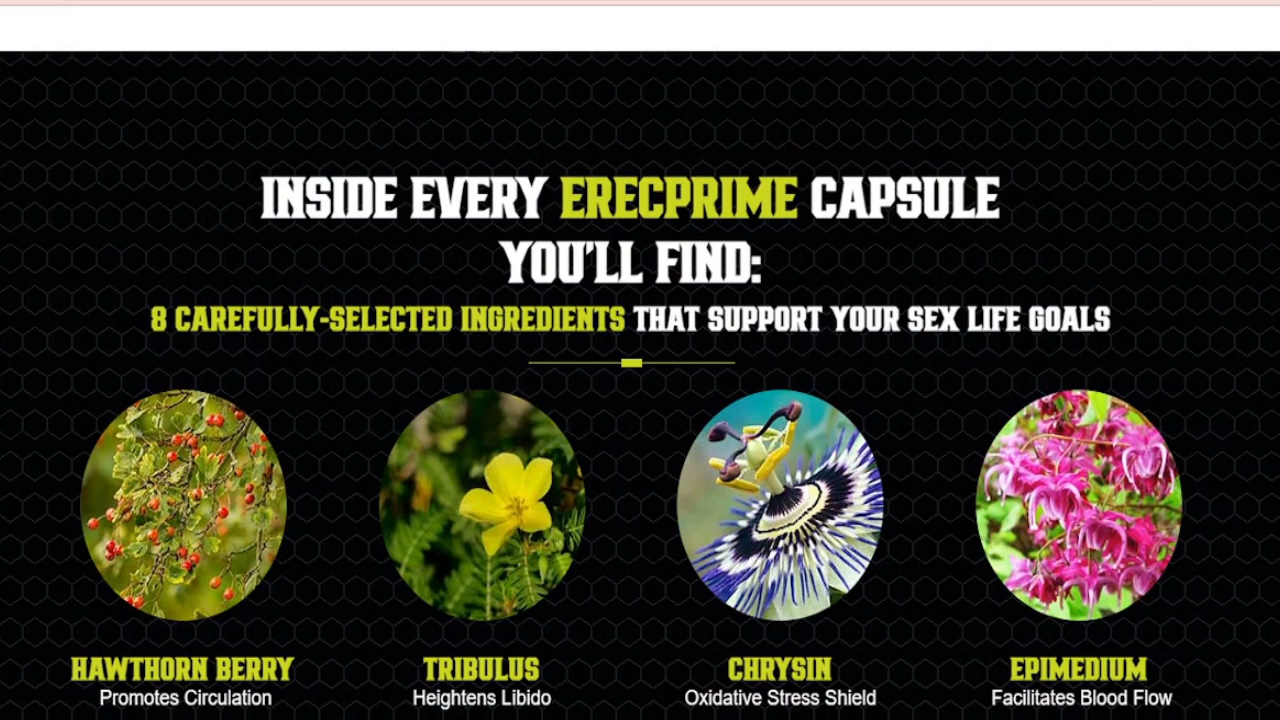 INSIDE EVERY ERECPRIME CAPSULE
YOU'LL FIND:
8 CAREFULLY-SELECTED INGREDIENTS THAT SUPPORT YOUR SEX LIFE GOALS
HAWTHORN BERRY
Promotes Circulation
TRIBULUS
Heightens Libido
CHRYSIN
Oxidative Stress Shield
EPIMEDIUM
Facilitates Blood Flow